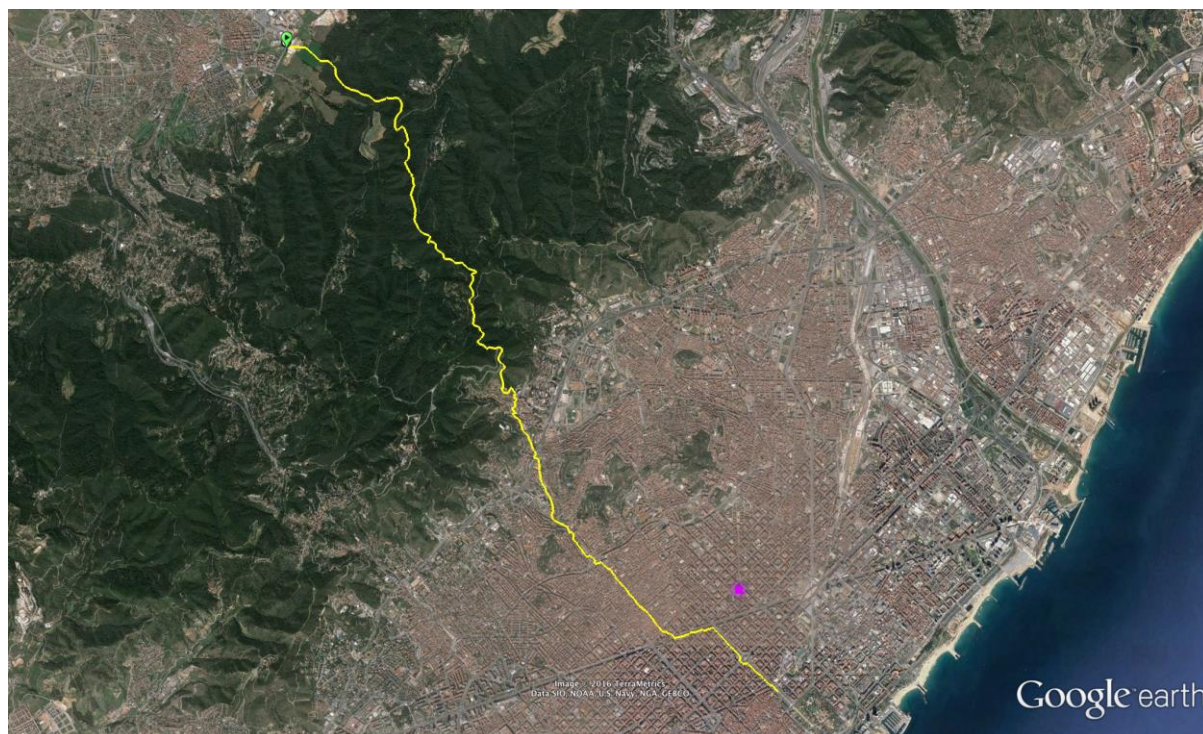 Image © 2016 TerraMetrics
Data SIO, NOAA, U.S. Navy, NGA, GEBCO
Google earth